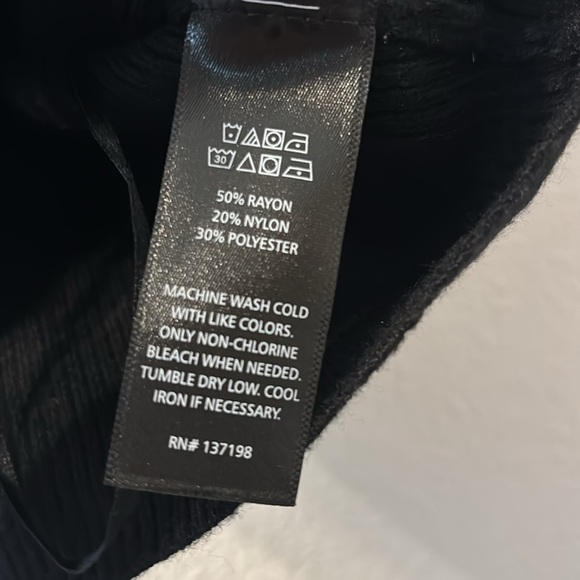 30
50% RAYON
20% NYLON
30% POLYESTER
MACHINE WASH COLD
WITH LIKE COLORS.
ONLY NON-CHLORINE
BLEACH WHEN NEEDED.
TUMBLE DRY LOW. COOL
IRON IF NECESSARY.
RN# 137198